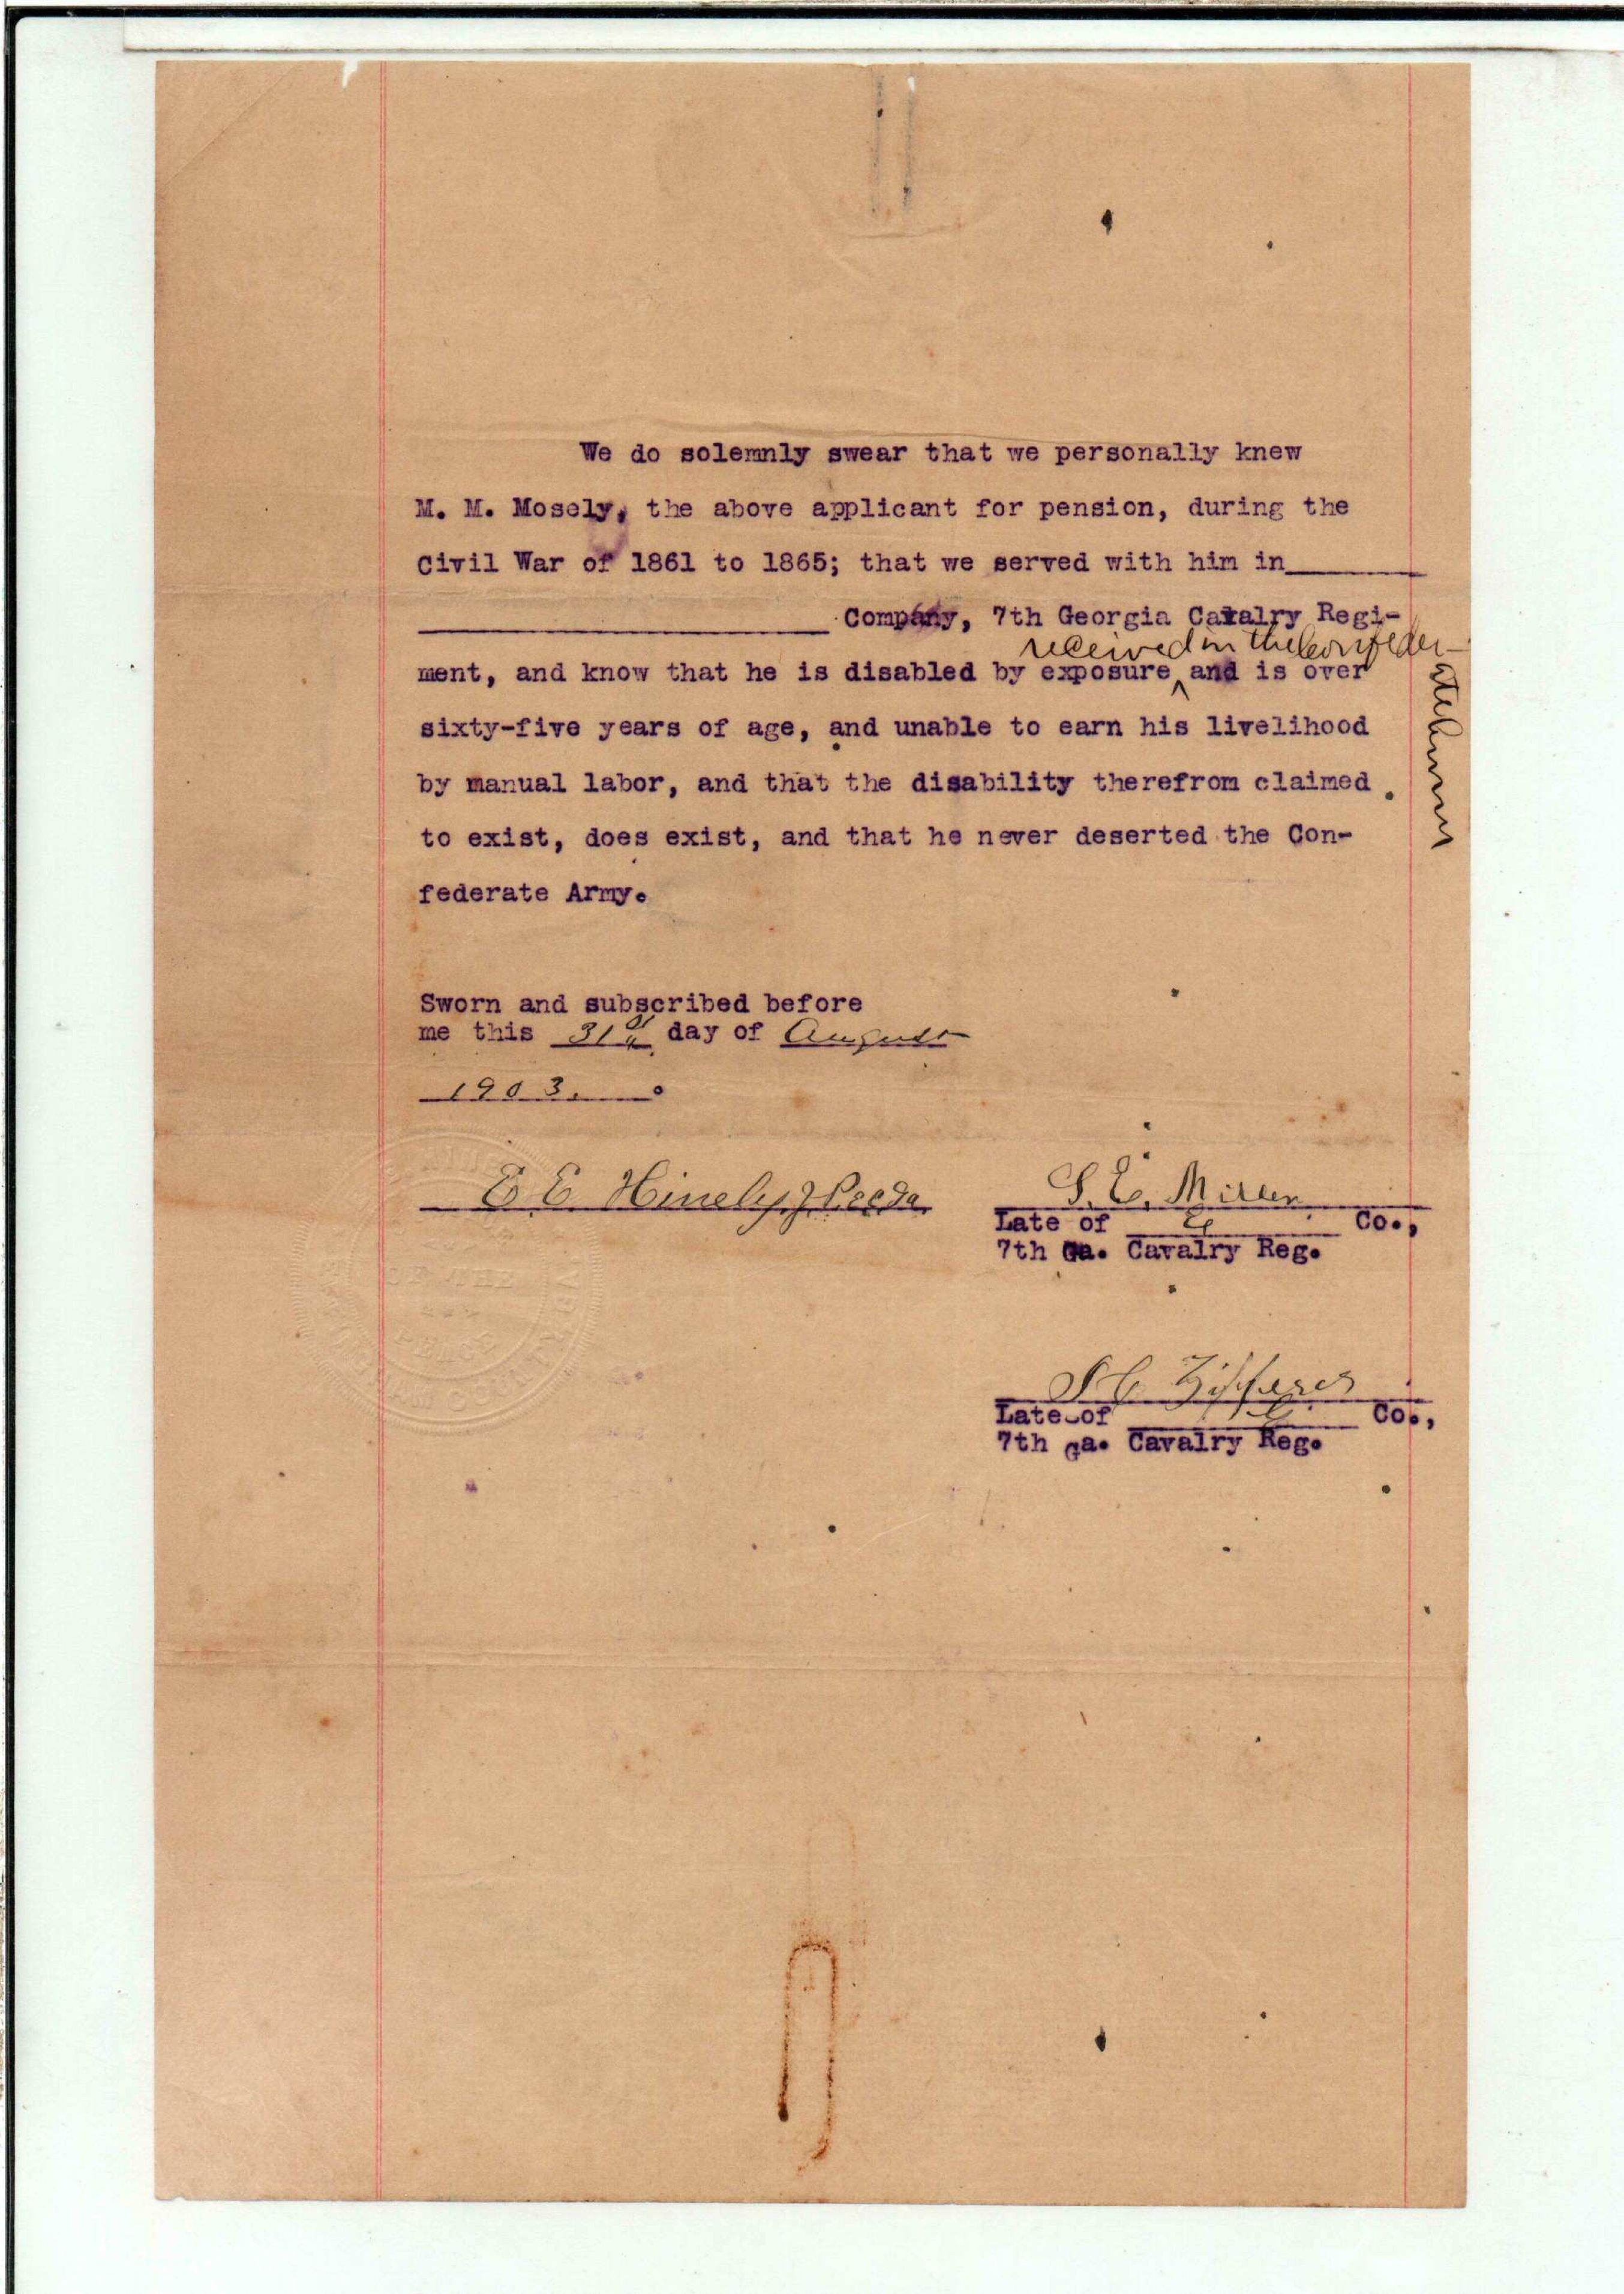 We do solemnly swear that we personally knew
M. M. Mosely, the above applicant for pension, during the
Civil War of 1861 to 1865; that we served with him in
Company, 7th Georgia Cavalry Regi-
received in the Confeder-
ment, and know that he is disabled by exposure ^ and is over
ate Army
sixty-five years of age, and unable to earn his livelihood
by manual labor, and that the disability therefrom claimed
to exist, does exist, and that he never deserted the Con-
federate Army.
Sworn and subscribed before
me this 31st day of August
1903.
E E Hinely
S. E. Miller
Late of Co.,
7th Ga. Cavalry Reg.
Late of Co.,
7th Ga. Cavalry Reg.
OF THE
PEACE